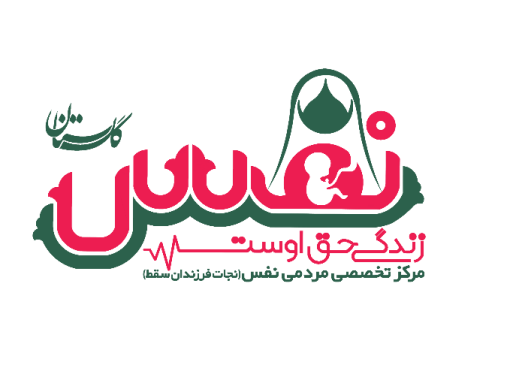 گلستان
نفس
زندگی حق اوست
مرکز تخصصی مردمی نفس (نجات فرزندان سقط)